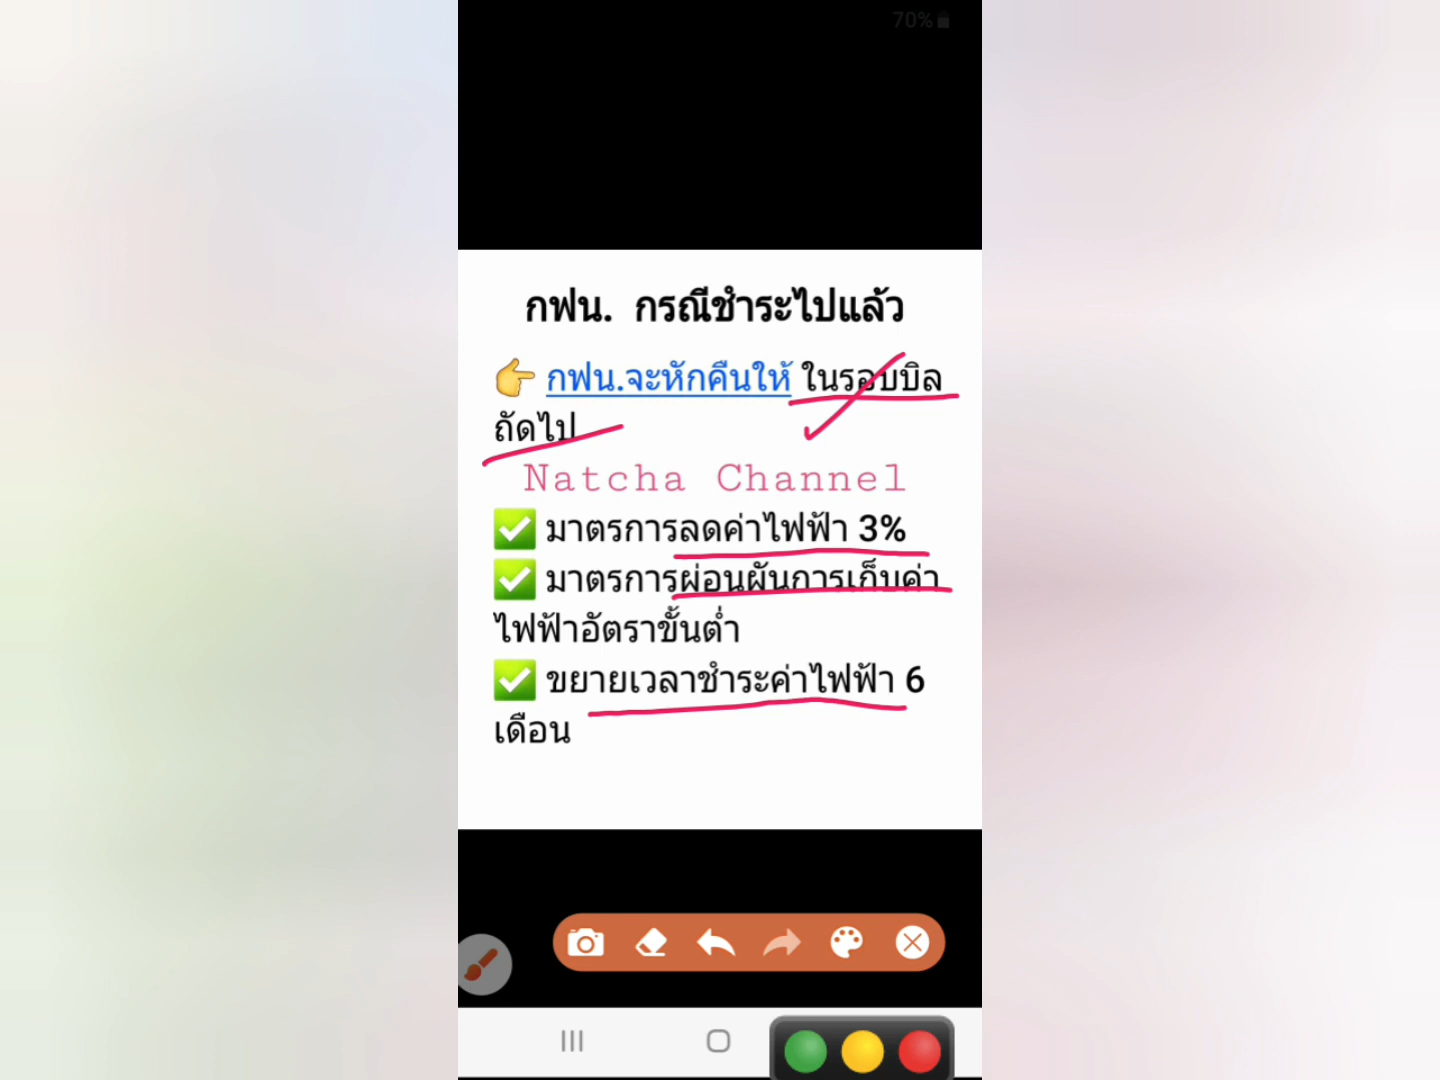 70%
กฟน. กรณีชำระไปแล้ว
👉 กฟน.จะหักคืนให้ ในรอบบิล
ถัดไป
Natcha Channel
✅ มาตรการลดค่าไฟฟ้า 3%
✅ มาตรการผ่อนผันการเก็บค่า
ไฟฟ้าอัตราขั้นต่ำ
✅ ขยายเวลาชำระค่าไฟฟ้า 6
เดือน